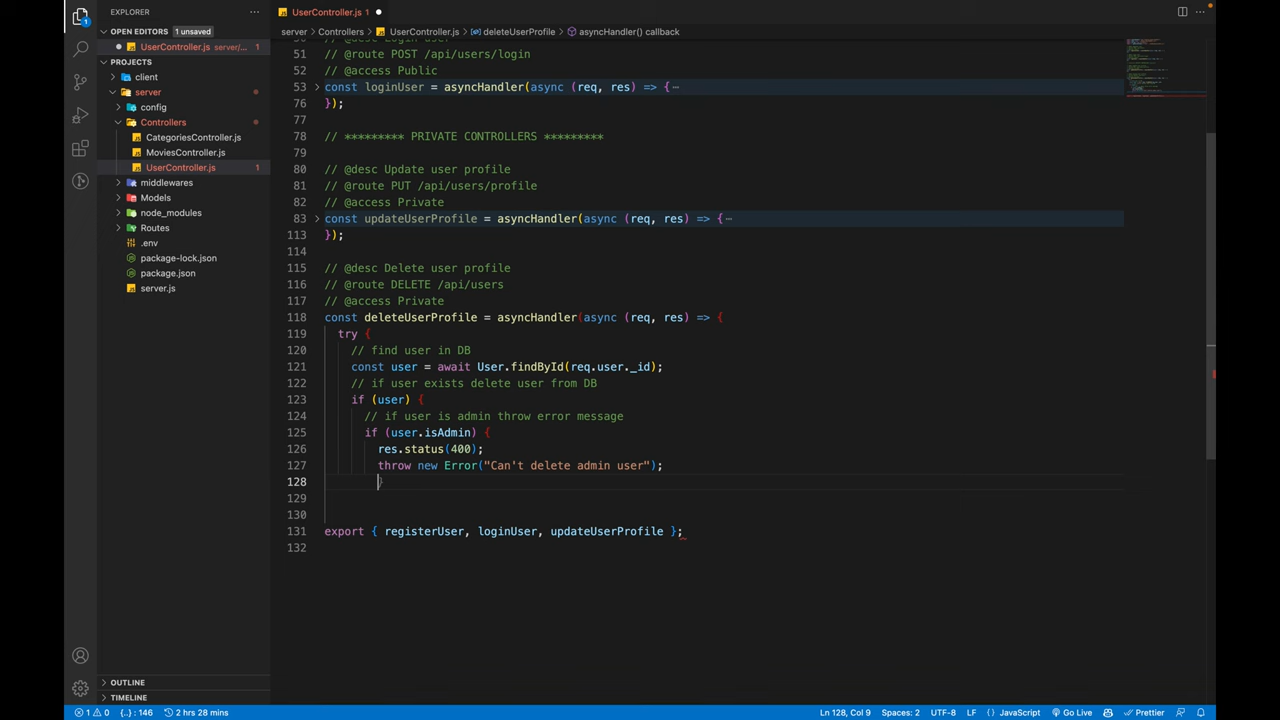 EXPLORER
OPEN EDITORS 1 unsaved
UserController.js server/... 1
PROJECTS
client
server
config
Controllers
CategoriesController.js
MoviesController.js
UserController.js 1
middlewares
Models
node_modules
Routes
.env
package-lock.json
package.json
server.js
OUTLINE
TIMELINE
UserController.js 1
server > Controllers > UserController.js > deleteUserProfile > asyncHandler() callback
50 // @desc Login user
51 // @route POST /api/users/login
52 // @access Public
53 const loginUser = asyncHandler(async (req, res) => {
76 });
77
78 // ********* PRIVATE CONTROLLERS *********
79
80 // @desc Update user profile
81 // @route PUT /api/users/profile
82 // @access Private
83 const updateUserProfile = asyncHandler(async (req, res) => {
113 });
114
115 // @desc Delete user profile
116 // @route DELETE /api/users
117 // @access Private
118 const deleteUserProfile = asyncHandler(async (req, res) => {
119 try {
120 // find user in DB
121 const user = await User.findById(req.user._id);
122 // if user exists delete user from DB
123 if (user) {
124 // if user is admin throw error message
125 if (user.isAdmin) {
126 res.status(400);
127 throw new Error("Can't delete admin user");
128 }
129
130
131 export { registerUser, loginUser, updateUserProfile };
132
1 0 {..} : 146 2 hrs 28 mins Ln 128, Col 9 Spaces: 2 UTF-8 LF {} JavaScript Go Live Prettier